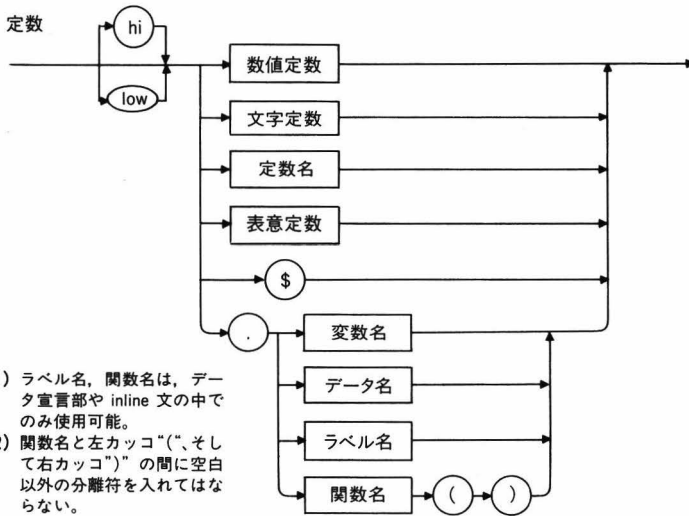 定数
hi
low
数値定数
文字定数
定数名
表意定数
$
.
変数名
データ名
ラベル名
関数名 ( )
) ラベル名，関数名は，デー
タ宣言部や inline 文の中で
のみ使用可能。
) 関数名と左カッコ“(“、そし
て右カッコ”)” の間に空白
以外の分離符を入れてはな
らない。